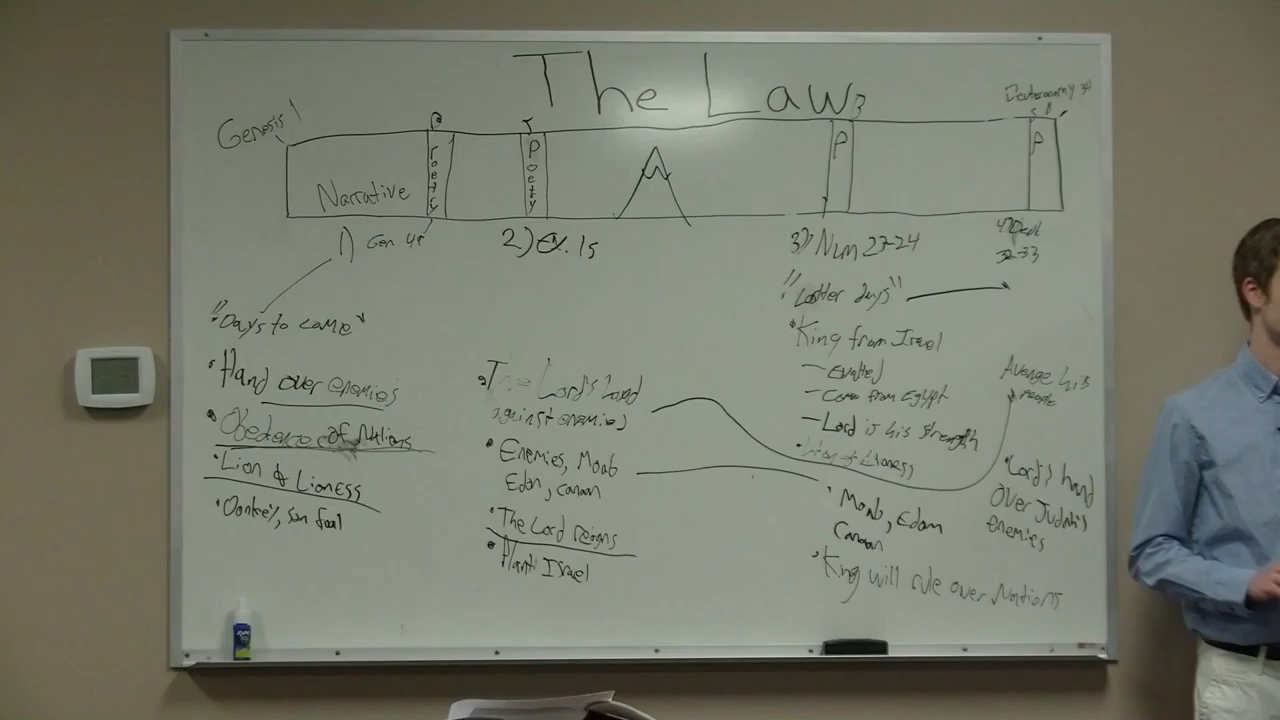 The Law
Genesis 1
Deuteronomy 34
Narrative
Poetry
Poetry
P
P
1) Gen 49
2) Ex. 15
3) Num 23-24
32-33
"Days to come"
• Hand over enemies
• Obedience of Nations
• Lion & Lioness
• Donkey, son foal
• The Lord's hand
against enemies
• Enemies, Moab
Edom, Canaan
• The Lord Reigns
• Plant Israel
"Latter days"
• King from Israel
- Exalted
- Come from Egypt
- Lord is his strength
Lioness
• Moab, Edom
Canaan
• King will rule over Nations
Avenge his
people
• Lord's hand
over Judah's
enemies